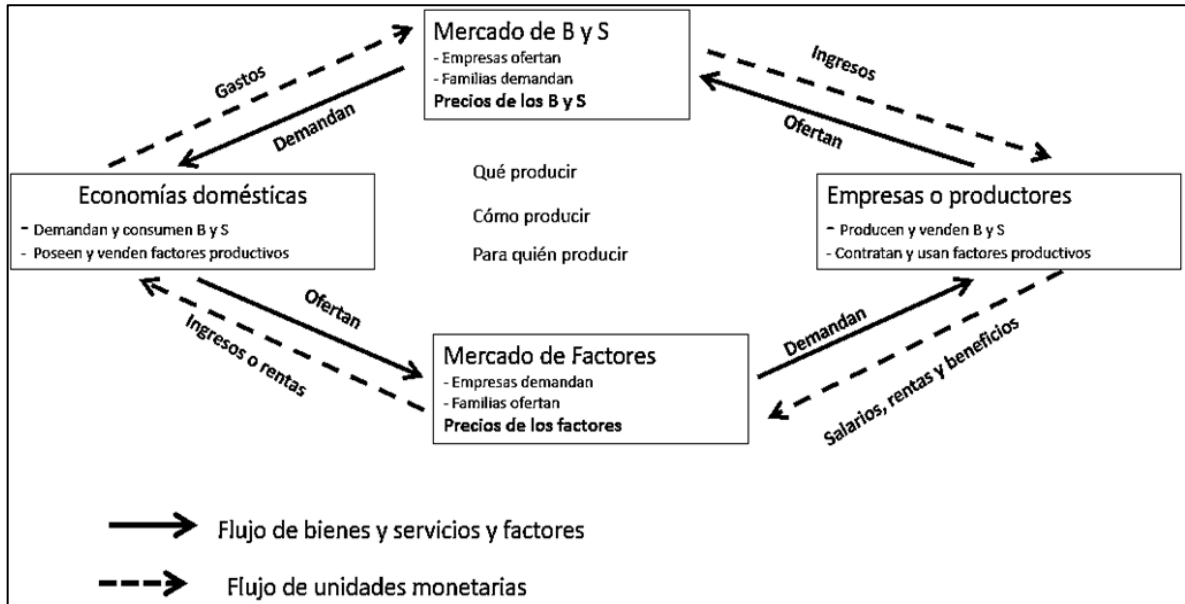 Mercado de B y S
- Empresas ofertan
- Familias demandan
Precios de los B y S
Gastos
Demandan
Ingresos
Ofertan
Economías domésticas
- Demandan y consumen B y S
- Poseen y venden factores productivos
Qué producir
Cómo producir
Para quién producir
Empresas o productores
- Producen y venden B y S
- Contratan y usan factores productivos
Ofertan
Ingresos o rentas
Mercado de Factores
- Empresas demandan
- Familias ofertan
Precios de los factores
Demandan
Salarios, rentas y beneficios
Flujo de bienes y servicios y factores
Flujo de unidades monetarias